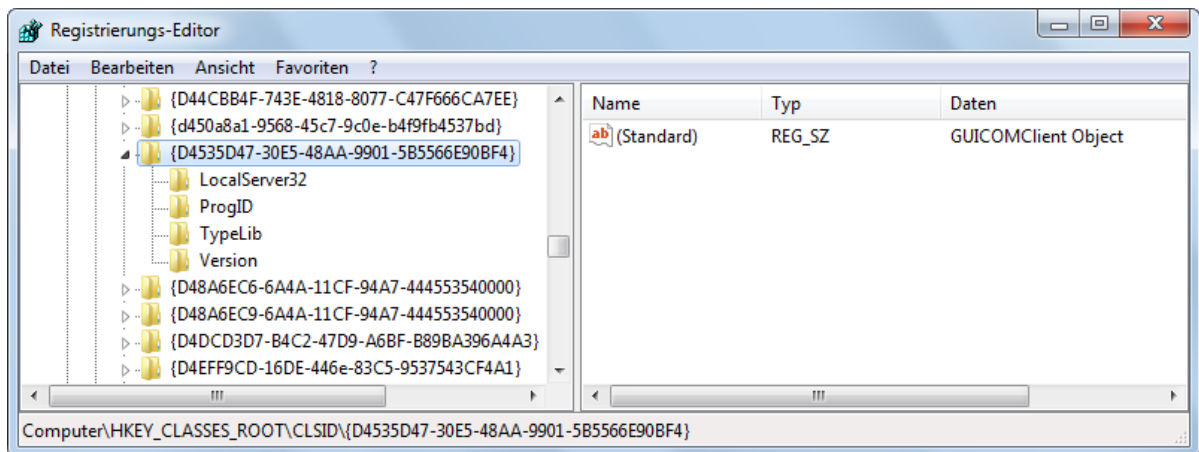 Registrierungs-Editor
Datei Bearbeiten Ansicht Favoriten ?
{D44CBB4F-743E-4818-8077-C47F666CA7EE}
{d450a8a1-9568-45c7-9c0e-b4f9fb4537bd}
{D4535D47-30E5-48AA-9901-5B5566E90BF4}
LocalServer32
ProgID
TypeLib
Version
{D48A6EC6-6A4A-11CF-94A7-444553540000}
{D48A6EC9-6A4A-11CF-94A7-444553540000}
{D4DCD3D7-B4C2-47D9-A6BF-B89BA396A4A3}
{D4EFF9CD-16DE-446e-83C5-9537543CF4A1}
Name Typ Daten
ab (Standard) REG_SZ GUICOMClient Object
Computer\HKEY_CLASSES_ROOT\CLSID\{D4535D47-30E5-48AA-9901-5B5566E90BF4}